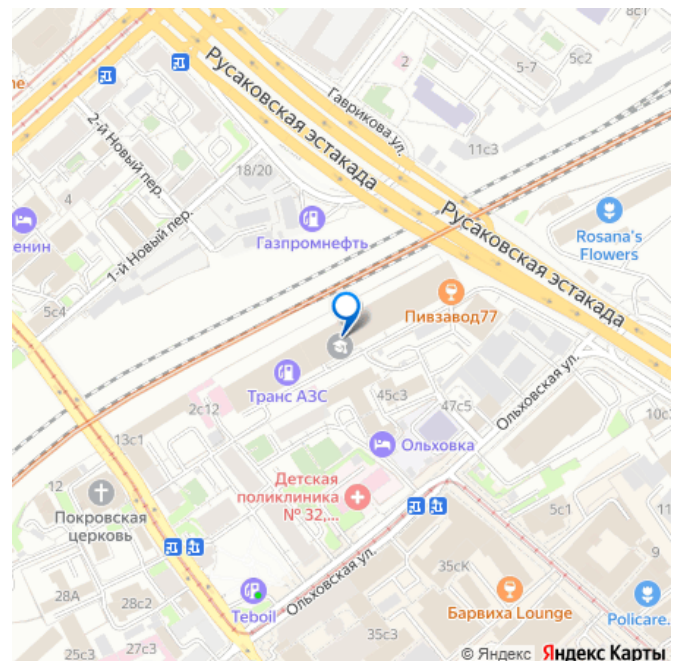 8с1
5с2
5-7
2
Русаковская эстакада
Гаврикова ул.
11с3
2-й Новый пер.
18/20
4
1-й Новый пер.
енин
Газпромнефть
Русаковская эстакада
Rosana's
Flowers
5с4
Пивзавод77
Транс АЗС
2с12
45с3
47с5
Ольховская ул.
10с
13с1
Ольховка
12
Детская
поликлиника
№ 32,...
Покровская
церковь
5с1
11
9
28А
28с2
Teboil
Ольховская ул.
35сК
Барвиха Lounge
Policare.
25с3
27с3
35с3
© Яндекс Яндекс Карты